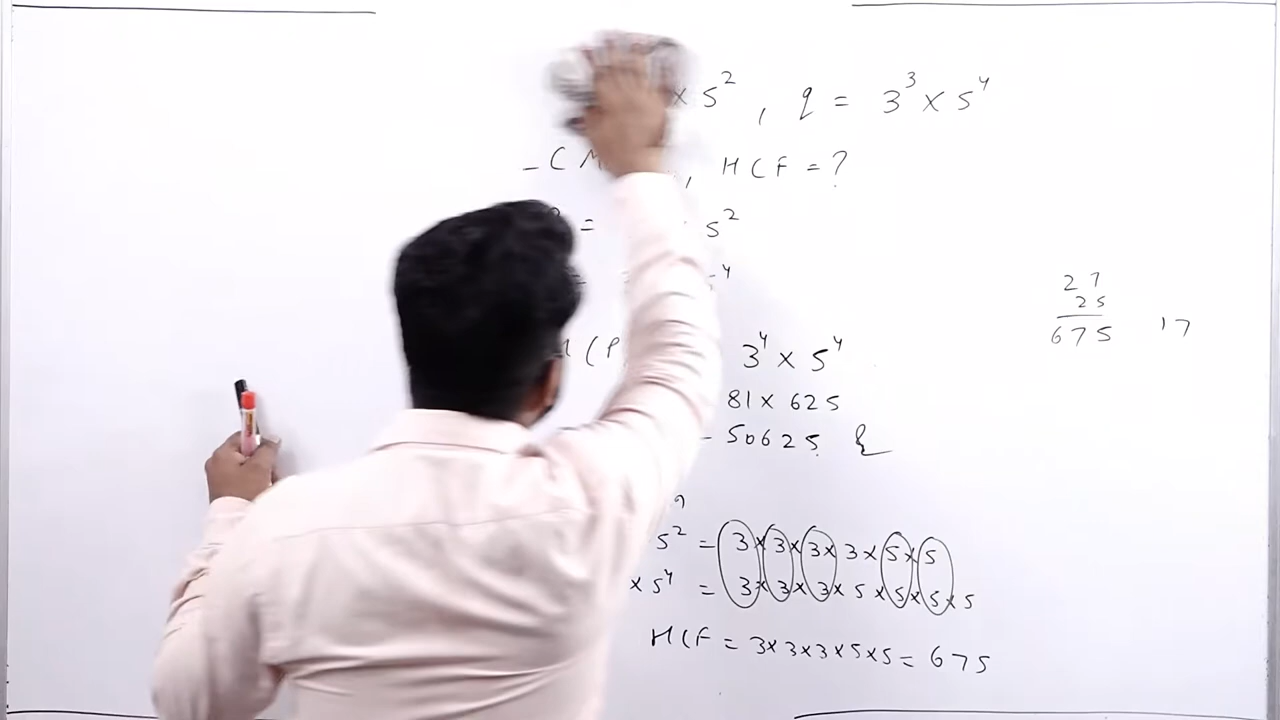 × 5² , q = 3³ × 5⁴
HCF = ?
= 5²
3⁴ × 5⁴
81 × 625
50625
5² = 3×3×3×3×5×5
× 5⁴ = 3×3×3×5×5×5×5
HCF = 3×3×3×5×5 = 675
27
25
675 17